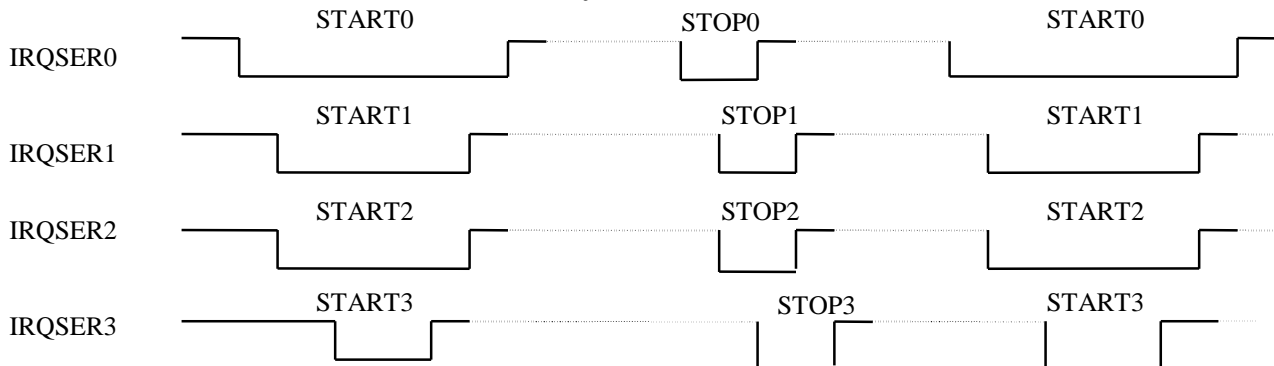 START0 STOP0 START0
IRQSER0
START1 STOP1 START1
IRQSER1
START2 STOP2 START2
IRQSER2
START3 STOP3 START3
IRQSER3